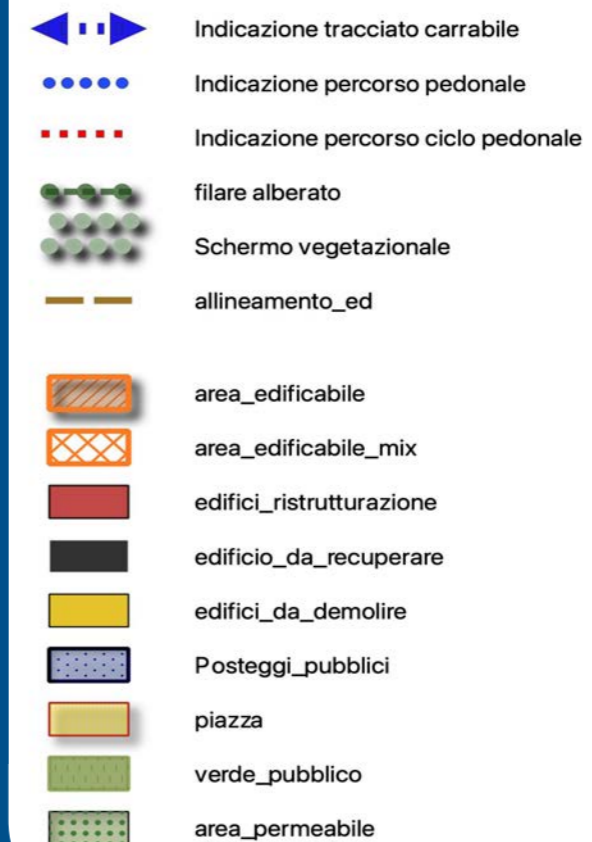 Indicazione tracciato carrabile
Indicazione percorso pedonale
Indicazione percorso ciclo pedonale
filare alberato
Schermo vegetazionale
allineamento_ed
area_edificabile
area_edificabile_mix
edifici_ristrutturazione
edificio_da_recuperare
edifici_da_demolire
Posteggi_pubblici
piazza
verde_pubblico
area_permeabile